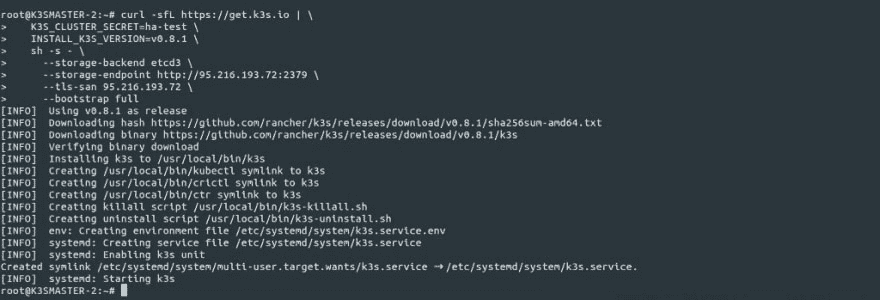 root@K3SMASTER-2:~# curl -sfL https://get.k3s.io | \
>    K3S_CLUSTER_SECRET=ha-test \
>    INSTALL_K3S_VERSION=v0.8.1 \
>    sh -s - \
>      --storage-backend etcd3 \
>      --storage-endpoint http://95.216.193.72:2379 \
>      --tls-san 95.216.193.72 \
>      --bootstrap full
[INFO]  Using v0.8.1 as release
[INFO]  Downloading hash https://github.com/rancher/k3s/releases/download/v0.8.1/sha256sum-amd64.txt
[INFO]  Downloading binary https://github.com/rancher/k3s/releases/download/v0.8.1/k3s
[INFO]  Verifying binary download
[INFO]  Installing k3s to /usr/local/bin/k3s
[INFO]  Creating /usr/local/bin/kubectl symlink to k3s
[INFO]  Creating /usr/local/bin/crictl symlink to k3s
[INFO]  Creating /usr/local/bin/ctr symlink to k3s
[INFO]  Creating killall script /usr/local/bin/k3s-killall.sh
[INFO]  Creating uninstall script /usr/local/bin/k3s-uninstall.sh
[INFO]  env: Creating environment file /etc/systemd/system/k3s.service.env
[INFO]  systemd: Creating service file /etc/systemd/system/k3s.service
[INFO]  systemd: Enabling k3s unit
Created symlink /etc/systemd/system/multi-user.target.wants/k3s.service → /etc/systemd/system/k3s.service.
[INFO]  systemd: Starting k3s
root@K3SMASTER-2:~#